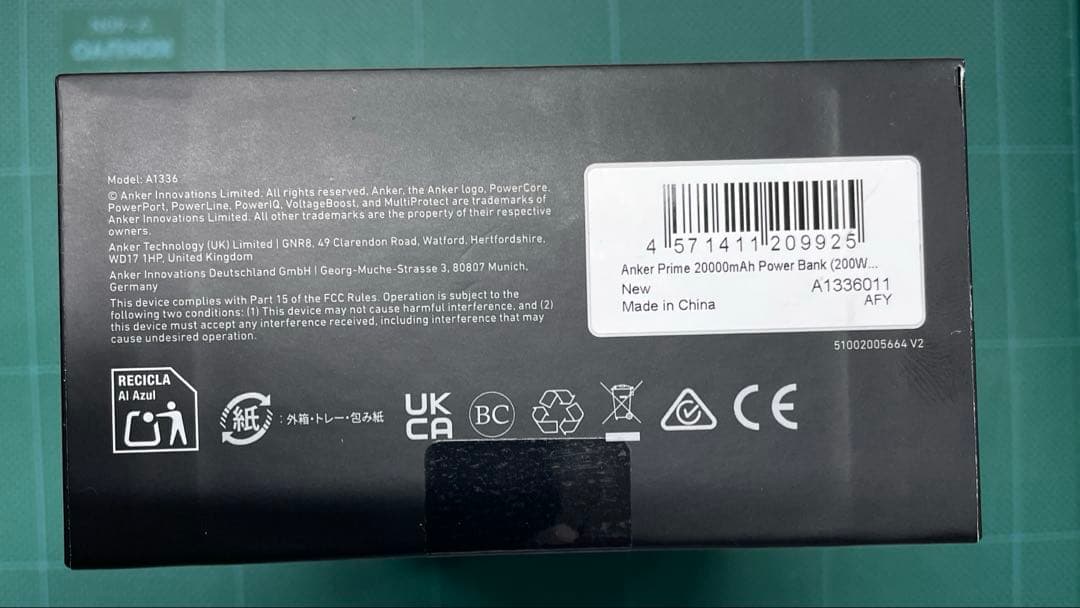 Model: A1336
© Anker Innovations Limited. All rights reserved. Anker, the Anker logo, PowerCore,
PowerPort, PowerLine, PowerIQ, VoltageBoost, and MultiProtect are trademarks of
Anker Innovations Limited. All other trademarks are the property of their respective
owners.
Anker Technology (UK) Limited | GNR8, 49 Clarendon Road, Watford, Hertfordshire,
WD17 1HP, United Kingdom
Anker Innovations Deutschland GmbH | Georg-Muche-Strasse 3, 80807 Munich,
Germany
This device complies with Part 15 of the FCC Rules. Operation is subject to the
following two conditions: (1) This device may not cause harmful interference, and (2)
this device must accept any interference received, including interference that may
cause undesired operation.
4 571411 209925
Anker Prime 20000mAh Power Bank (200W...
New
A1336011
Made in China
AFY
51002005664 V2
RECICLA
Al Azul
紙
: 外箱・トレー・包み紙
UK
CA
BC
CE